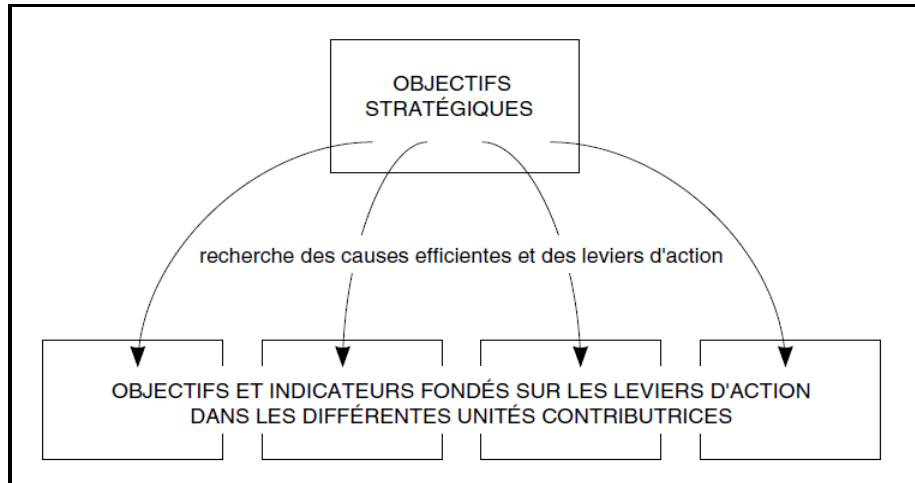 OBJECTIFS
STRATÉGIQUES
recherche des causes efficientes et des leviers d'action
OBJECTIFS ET INDICATEURS FONDÉS SUR LES LEVIERS D'ACTION
DANS LES DIFFÉRENTES UNITÉS CONTRIBUTRICES